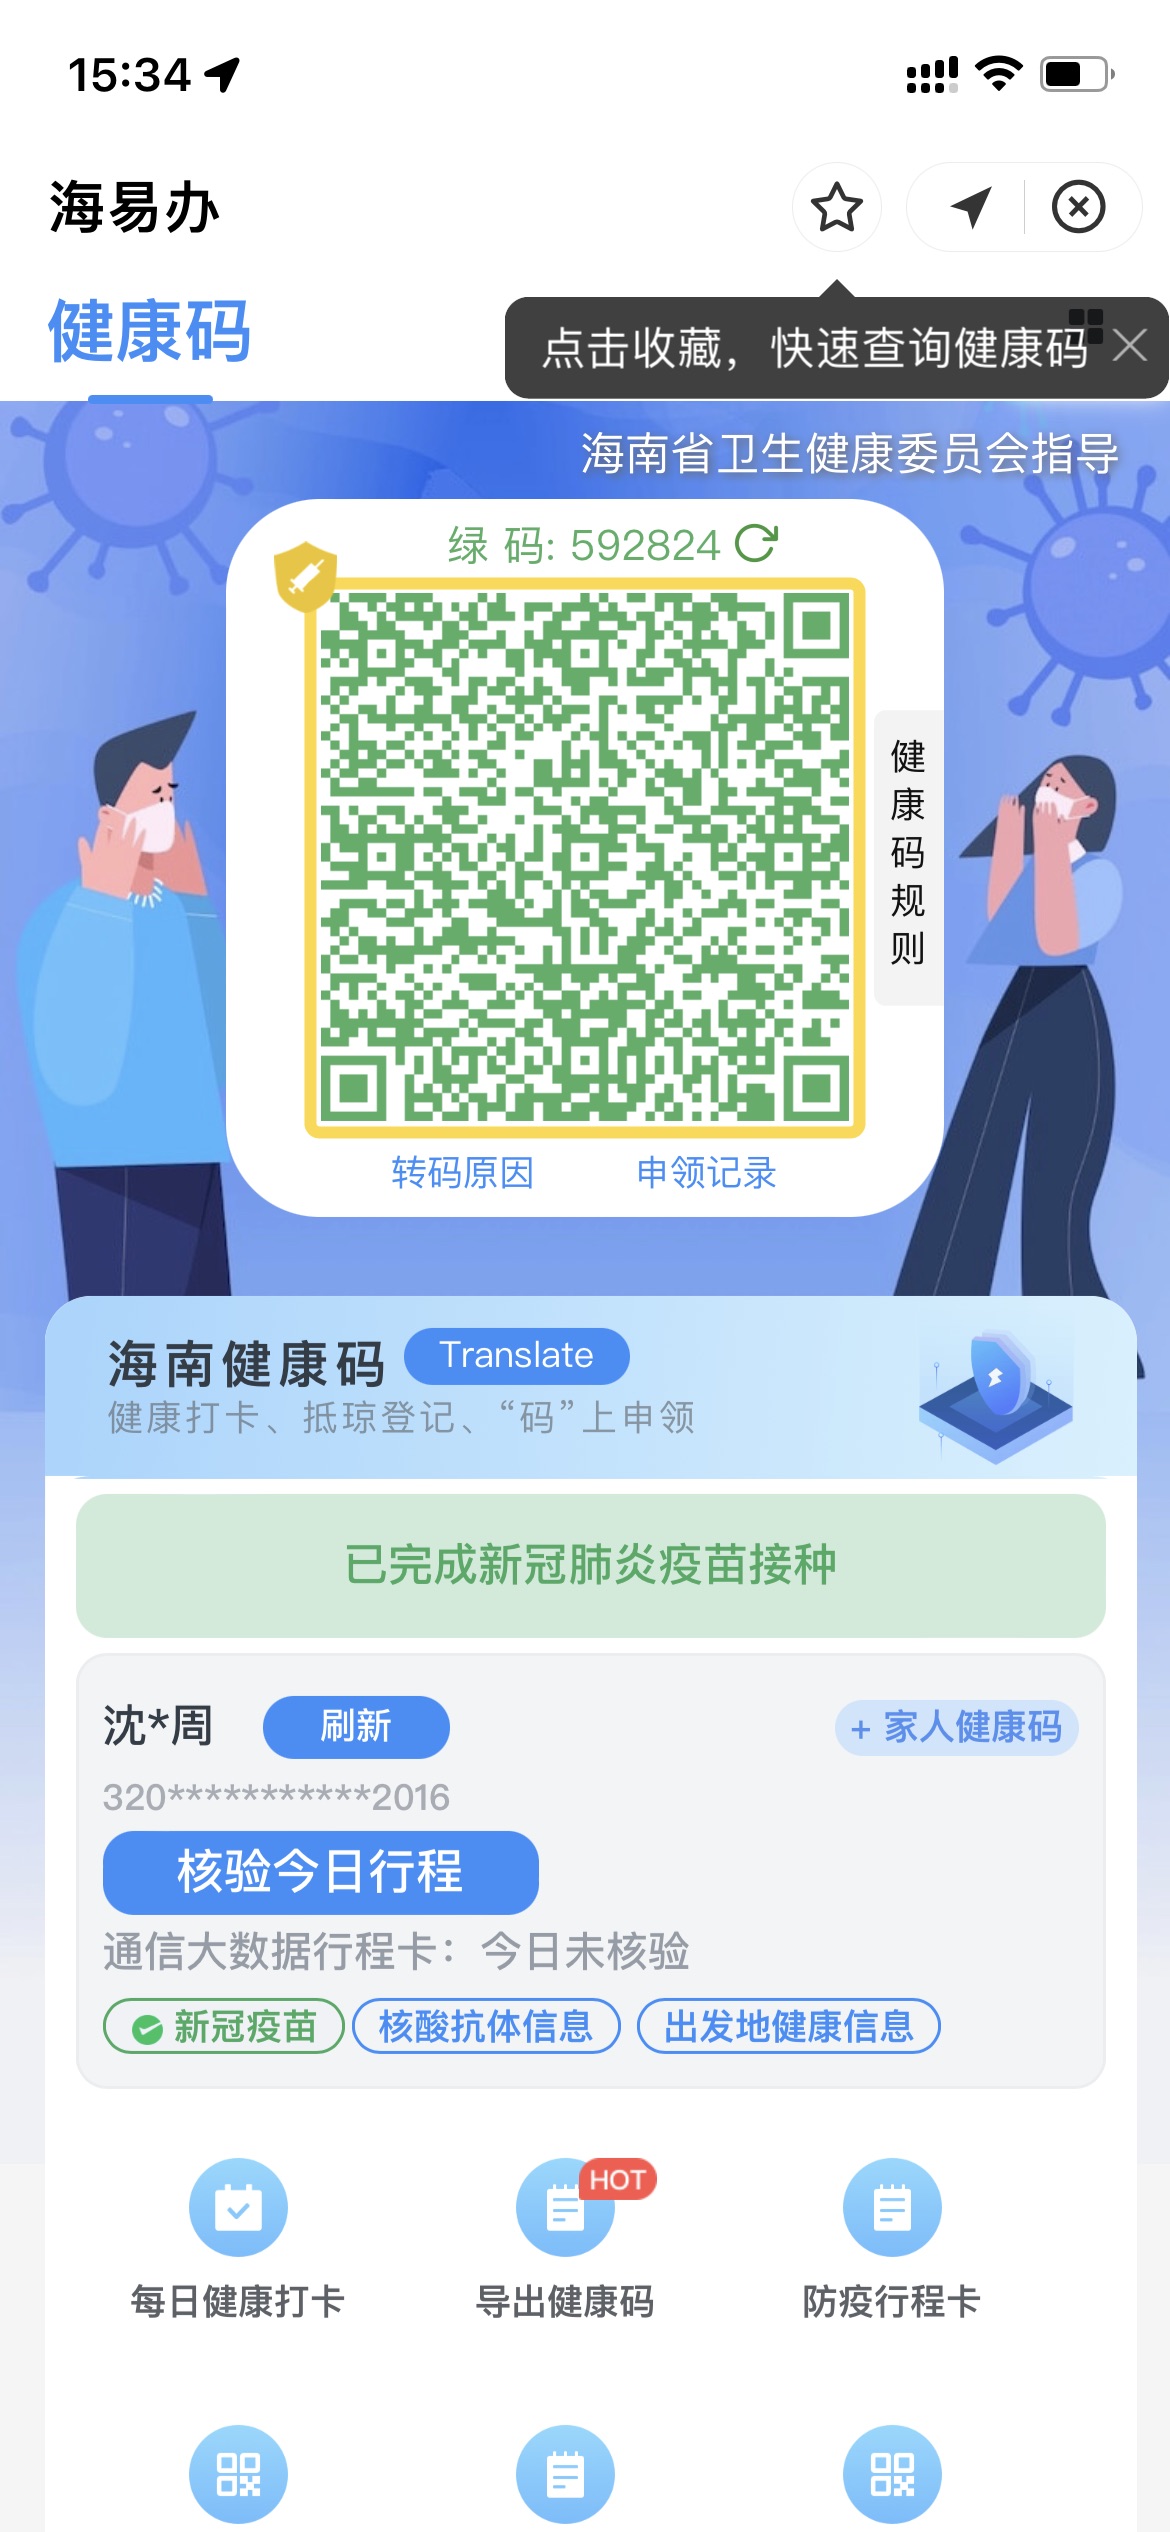 15:34
海易办
健康码
点击收藏，快速查询健康码
海南省卫生健康委员会指导
绿 码: 592824
健康码规则
转码原因 申领记录
海南健康码 Translate
健康打卡、抵琼登记、“码”上申领
已完成新冠肺炎疫苗接种
沈*周 刷新 + 家人健康码
320***********2016
核验今日行程
通信大数据行程卡：今日未核验
新冠疫苗 核酸抗体信息 出发地健康信息
HOT
每日健康打卡 导出健康码 防疫行程卡